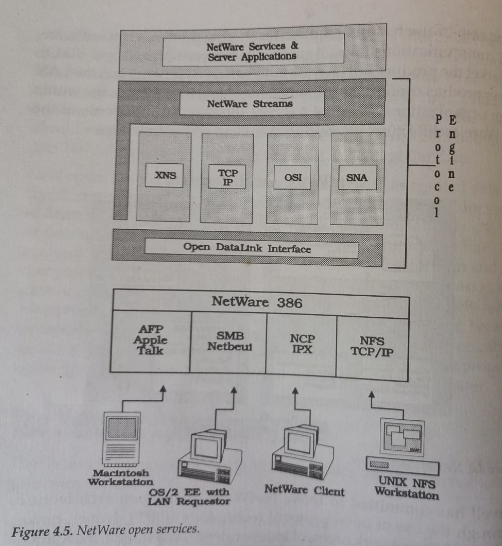 NetWare Services &
Server Applications
NetWare Streams
XNS
TCP
IP
OSI
SNA
Open DataLink Interface
Protocol
Engine
NetWare 386
AFP
Apple
Talk
SMB
Netbeui
NCP
IPX
NFS
TCP/IP
Macintosh
Workstation
OS/2 EE with
LAN Requestor
NetWare Client
UNIX NFS
Workstation
Figure 4.5. NetWare open services.